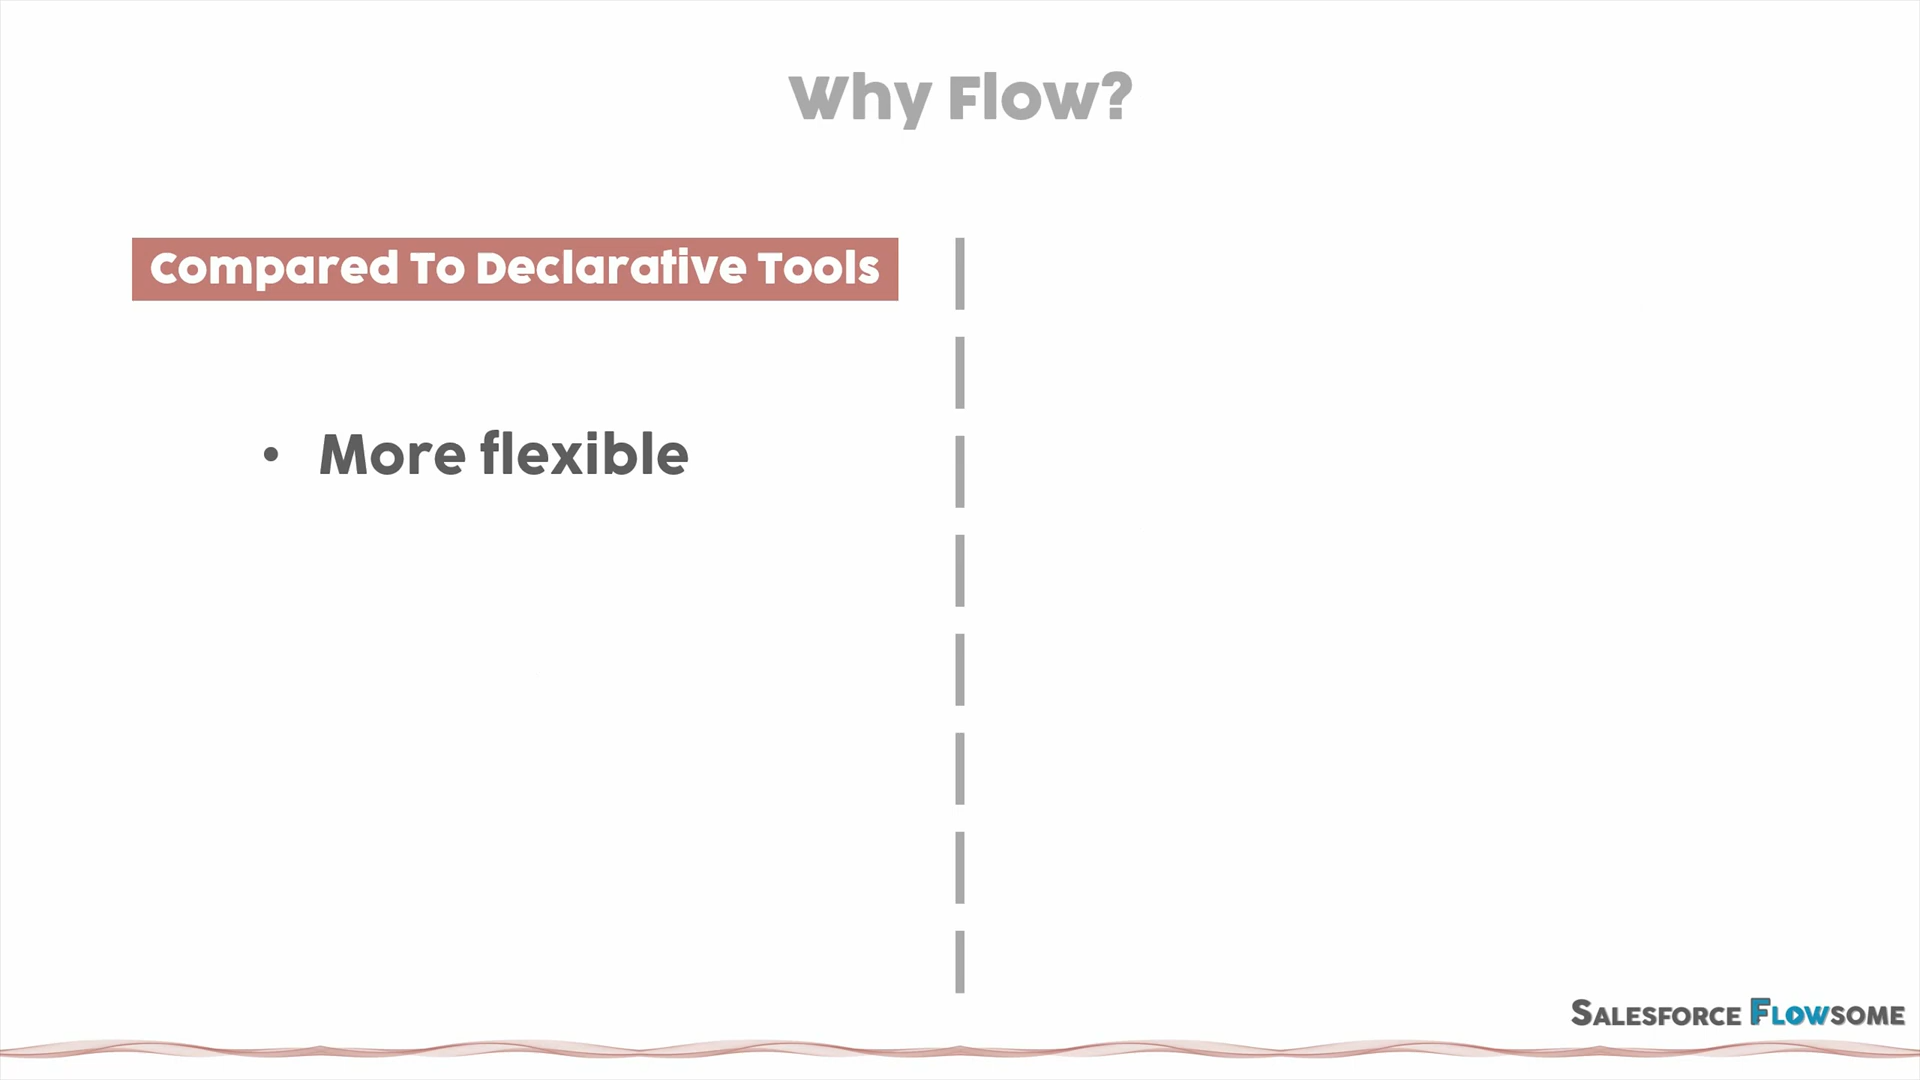 Why Flow?
Compared To Declarative Tools
• More flexible
SALESFORCE FLOWSOME